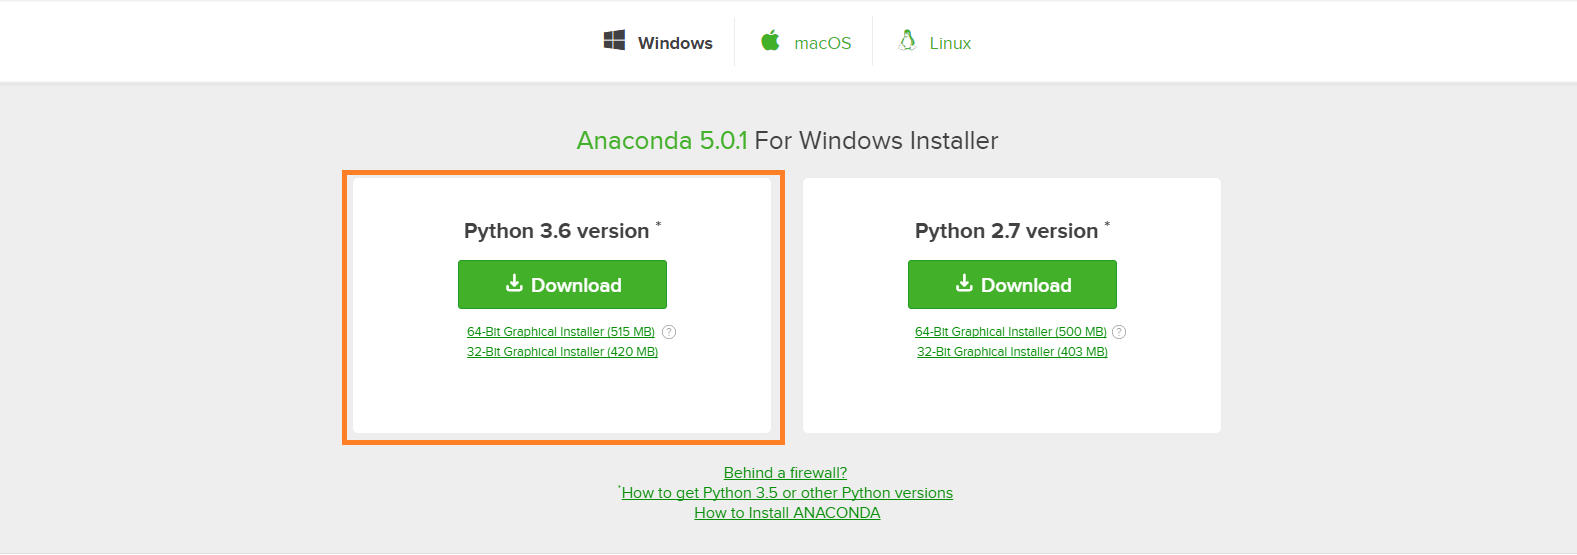 Windows macOS Linux
Anaconda 5.0.1 For Windows Installer
Python 3.6 version *
Download
64-Bit Graphical Installer (515 MB) ?
32-Bit Graphical Installer (420 MB)
Python 2.7 version *
Download
64-Bit Graphical Installer (500 MB) ?
32-Bit Graphical Installer (403 MB)
Behind a firewall?
*How to get Python 3.5 or other Python versions
How to Install ANACONDA